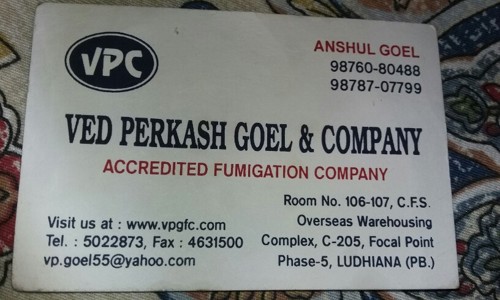 VPC
ANSHUL GOEL
98760-80488
98787-07799
VED PERKASH GOEL & COMPANY
ACCREDITED FUMIGATION COMPANY
Visit us at : www.vpgfc.com
Tel. : 5022873, Fax : 4631500
vp.goel55@yahoo.com
Room No. 106-107, C.F.S.
Overseas Warehousing
Complex, C-205, Focal Point
Phase-5, LUDHIANA (PB.)